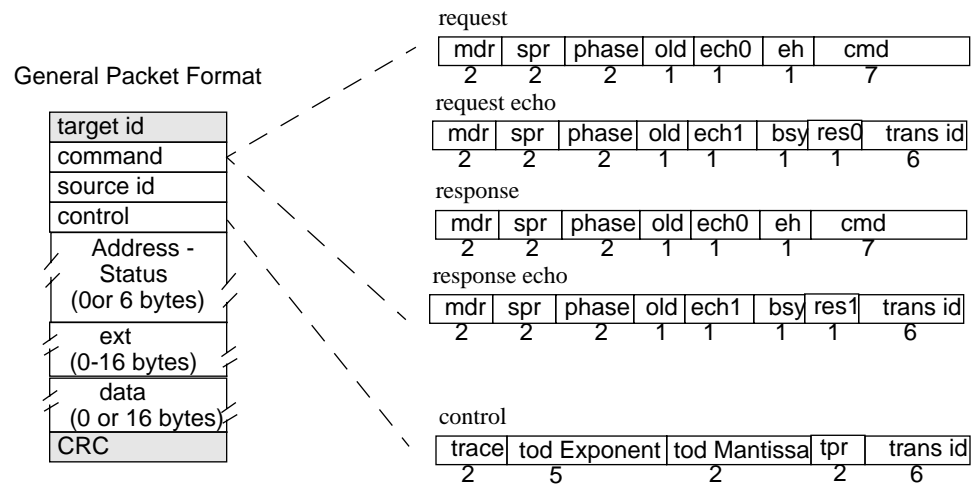 General Packet Format
target id
command
source id
control
Address -
Status
(0or 6 bytes)
ext
(0-16 bytes)
data
(0 or 16 bytes)
CRC
request
mdr spr phase old ech0 eh cmd
2 2 2 1 1 1 7
request echo
mdr spr phase old ech1 bsy res0 trans id
2 2 2 1 1 1 1 6
response
mdr spr phase old ech0 eh cmd
2 2 2 1 1 1 7
response echo
mdr spr phase old ech1 bsy res1 trans id
2 2 2 1 1 1 1 6
control
trace tod Exponent tod Mantissa tpr trans id
2 5 2 2 6